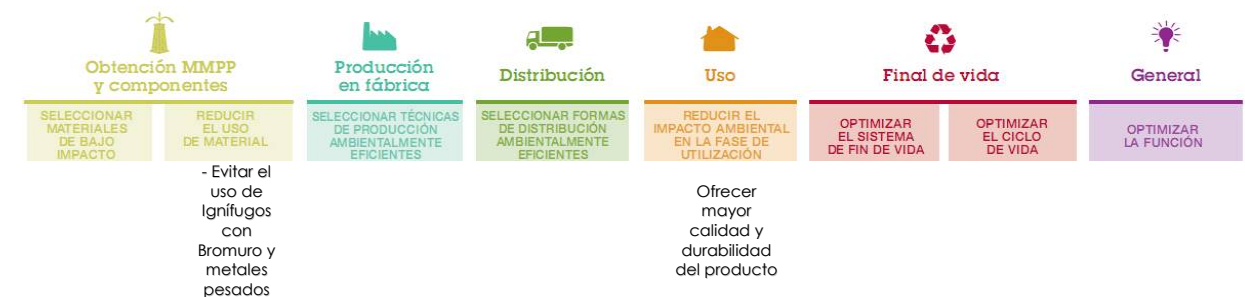 Obtención MMPP
y componentes
Producción
en fábrica
Distribución
Uso
Final de vida
General
SELECCIONAR
MATERIALES
DE BAJO
IMPACTO
REDUCIR
EL USO
DE MATERIAL
SELECCIONAR TÉCNICAS
DE PRODUCCIÓN
AMBIENTALMENTE
EFICIENTES
SELECCIONAR FORMAS
DE DISTRIBUCIÓN
AMBIENTALMENTE
EFICIENTES
REDUCIR EL
IMPACTO AMBIENTAL
EN LA FASE DE
UTILIZACIÓN
OPTIMIZAR
EL SISTEMA
DE FIN DE VIDA
OPTIMIZAR
EL CICLO
DE VIDA
OPTIMIZAR
LA FUNCIÓN
- Evitar el
uso de
Ignífugos
con
Bromuro y
metales
pesados
Ofrecer
mayor
calidad y
durabilidad
del producto